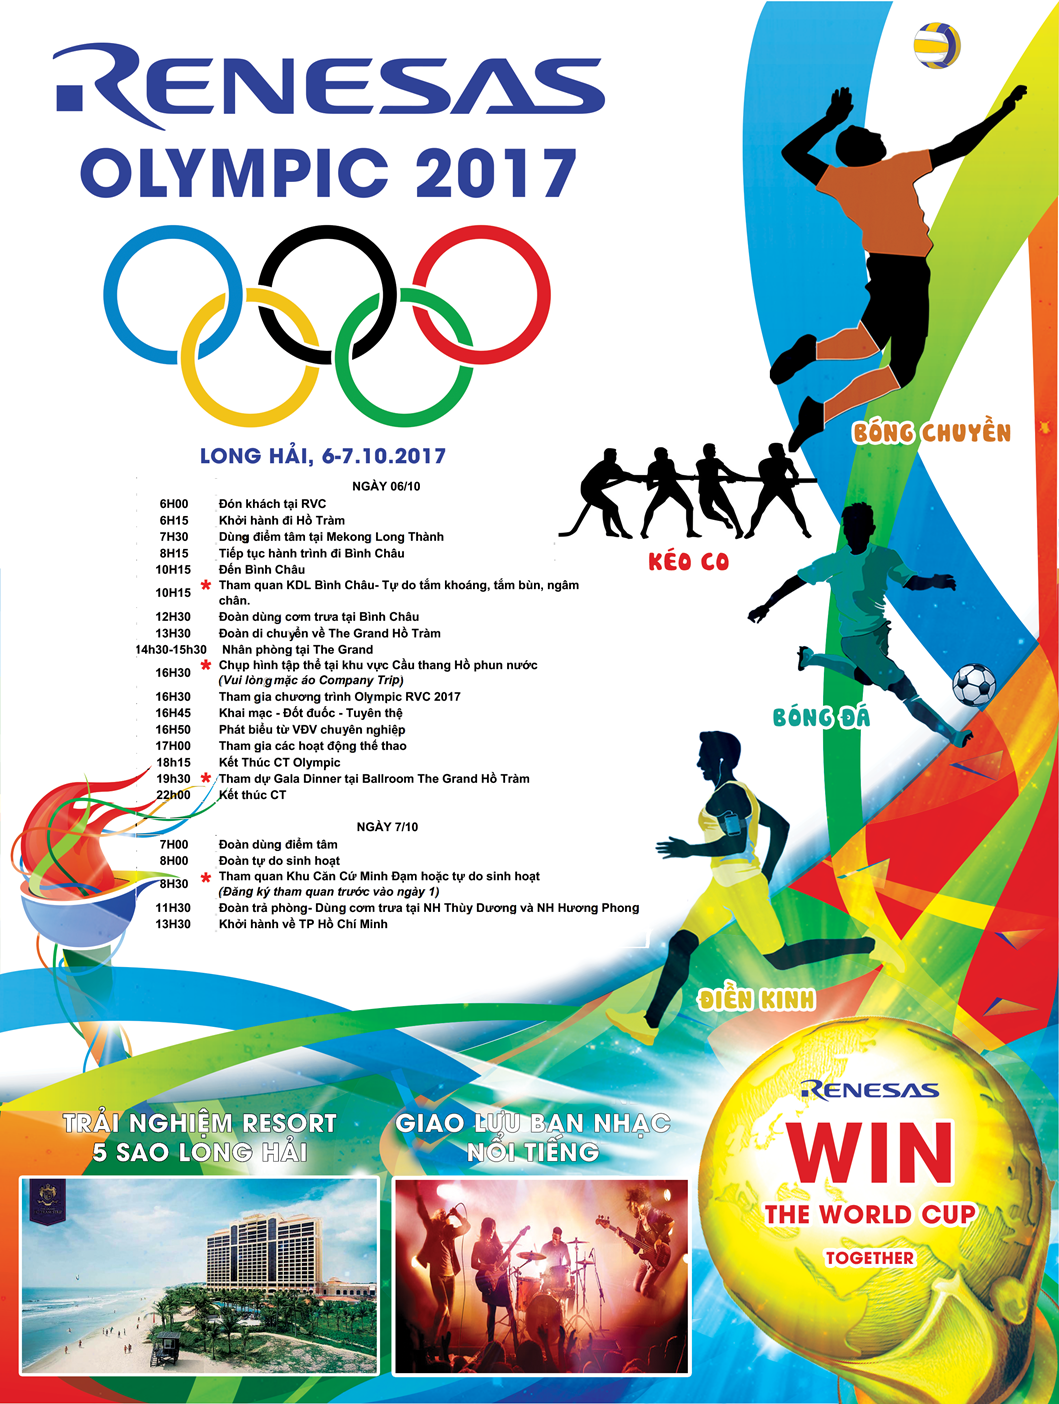 RENESAS
OLYMPIC 2017
LONG HẢI, 6-7.10.2017
NGÀY 06/10
6H00 Đón khách tại RVC
6H15 Khởi hành đi Hồ Tràm
7H30 Dùng điểm tâm tại Mekong Long Thành
8H15 Tiếp tục hành trình đi Bình Châu
10H15 Đến Bình Châu
10H15 * Tham quan KDL Bình Châu- Tự do tắm khoáng, tắm bùn, ngâm
chân.
12H30 Đoàn dùng cơm trưa tại Bình Châu
13H30 Đoàn di chuyển về The Grand Hồ Tràm
14h30-15h30 Nhân phòng tại The Grand
16H30 * Chụp hình tập thể tại khu vực Cầu thang Hồ phun nước
(Vui lòng mặc áo Company Trip)
16H30 Tham gia chương trình Olympic RVC 2017
16H45 Khai mạc - Đốt đuốc - Tuyên thệ
16H50 Phát biểu từ VĐV chuyên nghiệp
17H00 Tham gia các hoạt động thể thao
18h15 Kết Thúc CT Olympic
19h30 * Tham dự Gala Dinner tại Ballroom The Grand Hồ Tràm
22h00 Kết thúc CT
NGÀY 7/10
7H00 Đoàn dùng điểm tâm
8H00 Đoàn tự do sinh hoạt
8H30 * Tham quan Khu Căn Cứ Minh Đạm hoặc tự do sinh hoạt
(Đăng ký tham quan trước vào ngày 1)
11H30 Đoàn trả phòng- Dùng cơm trưa tại NH Thùy Dương và NH Hương Phong
13H30 Khởi hành về TP Hồ Chí Minh
BÓNG CHUYỀN
KÉO CO
BÓNG ĐÁ
ĐIỀN KINH
TRẢI NGHIỆM RESORT
5 SAO LONG HẢI
GIAO LƯU BAN NHẠC
NỔI TIẾNG
RENESAS
WIN
THE WORLD CUP
TOGETHER